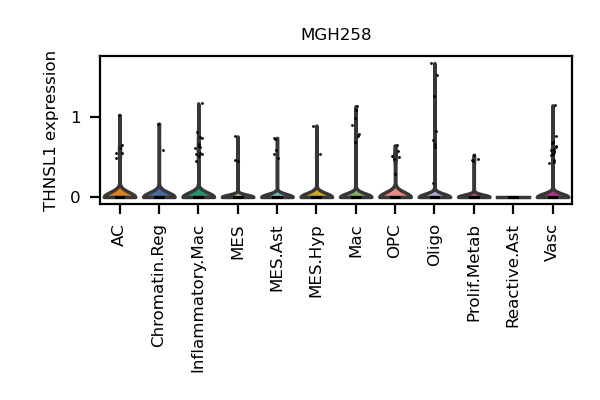 MGH258
THNSL1 expression
1
0
AC
Chromatin.Reg
Inflammatory.Mac
MES
MES.Ast
MES.Hyp
Mac
OPC
Oligo
Prolif.Metab
Reactive.Ast
Vasc